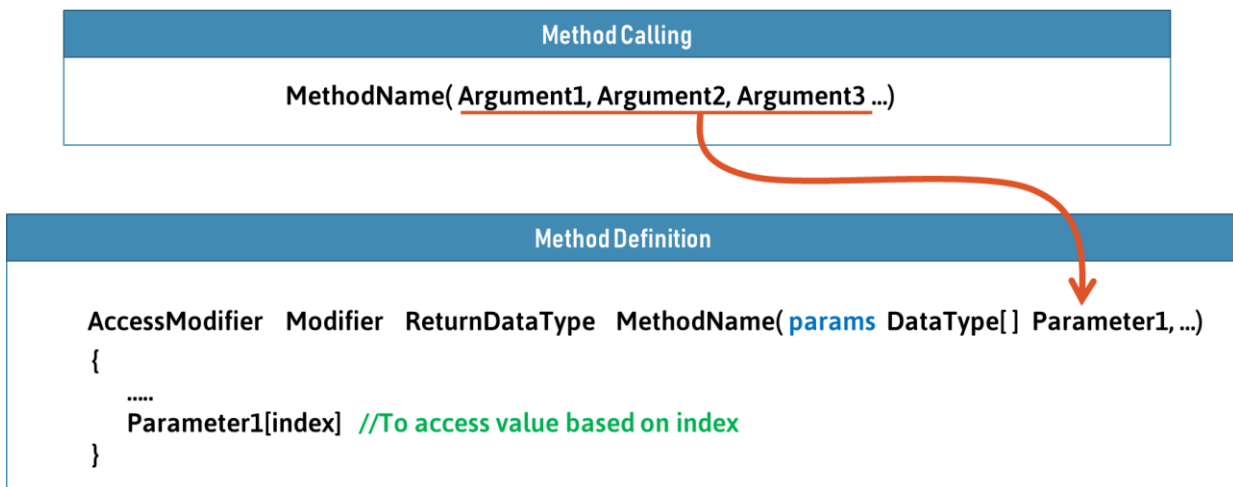 Method Calling
MethodName( Argument1, Argument2, Argument3 ...)
Method Definition
AccessModifier Modifier ReturnDataType MethodName( params DataType[ ] Parameter1, ...)
{
.....
Parameter1[index] //To access value based on index
}